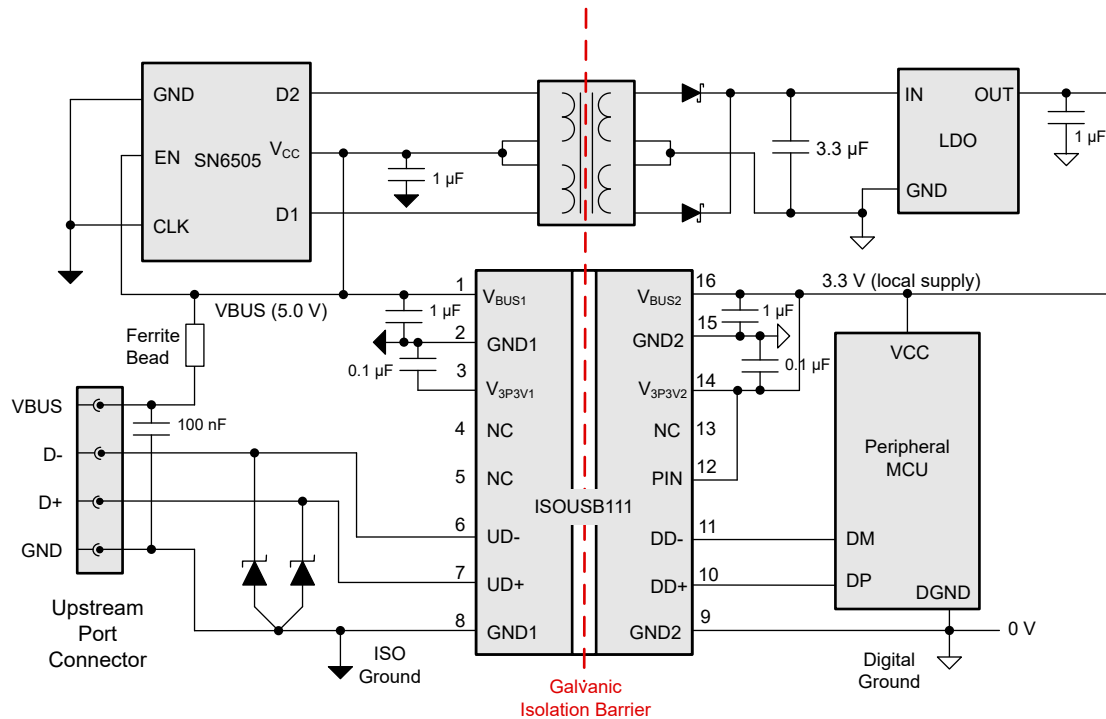 GND
D2
EN
SN6505
VCC
CLK
D1
1 µF
3.3 µF
IN
OUT
LDO
GND
1 µF
VBUS (5.0 V)
Ferrite
Bead
VBUS
D-
D+
GND
100 nF
Upstream
Port
Connector
1 µF
0.1 µF
ISO
Ground
1
2
3
4
5
6
7
8
VBUS1
GND1
V3P3V1
NC
NC
UD-
UD+
GND1
ISOUSB111
VBUS2
GND2
V3P3V2
NC
PIN
DD-
DD+
GND2
16
15
14
13
12
11
10
9
1 µF
0.1 µF
3.3 V (local supply)
VCC
Peripheral
MCU
DM
DP
DGND
0 V
Digital
Ground
Galvanic
Isolation Barrier